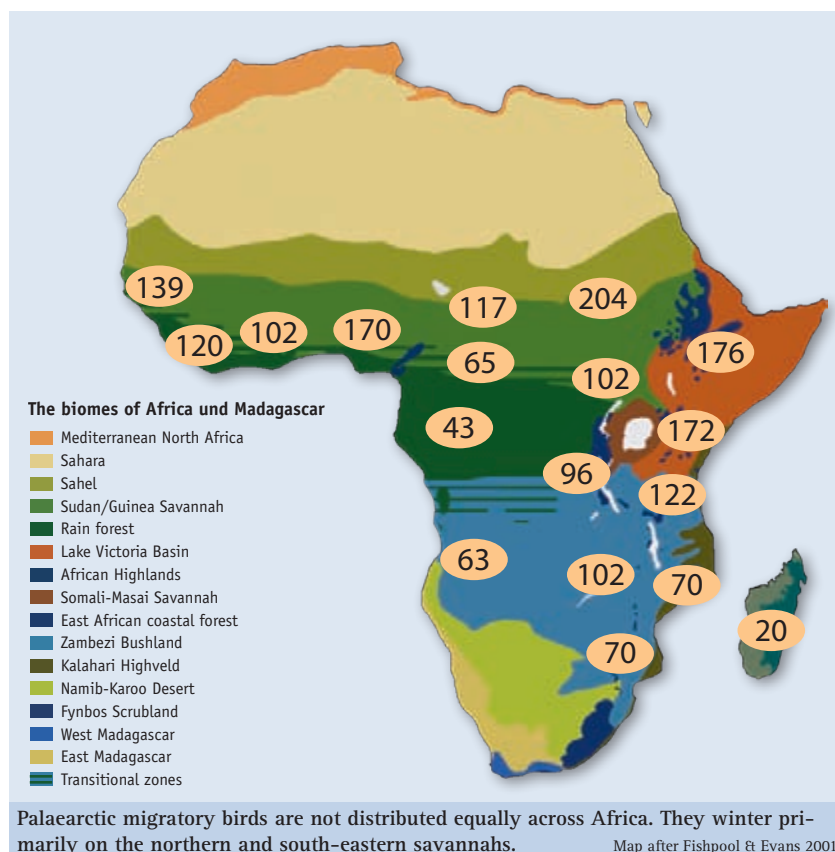 139
120
102
170
117
204
65
102
176
43
172
96
122
63
102
70
70
20
The biomes of Africa und Madagascar
Mediterranean North Africa
Sahara
Sahel
Sudan/Guinea Savannah
Rain forest
Lake Victoria Basin
African Highlands
Somali-Masai Savannah
East African coastal forest
Zambezi Bushland
Kalahari Highveld
Namib-Karoo Desert
Fynbos Scrubland
West Madagascar
East Madagascar
Transitional zones
Palaearctic migratory birds are not distributed equally across Africa. They winter pri-
marily on the northern and south-eastern savannahs. Map after Fishpool & Evans 2001